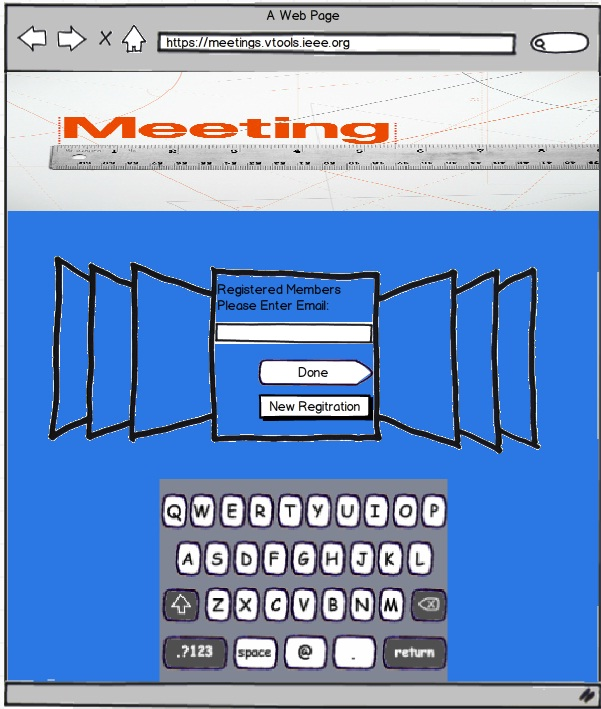 A Web Page
X
https://meetings.vtools.ieee.org
Meeting
Registered Members
Please Enter Email:
Done
New Regitration
Q W E R T Y U I O P
A S D F G H J K L
Z X C V B N M
.?123 space @ . return